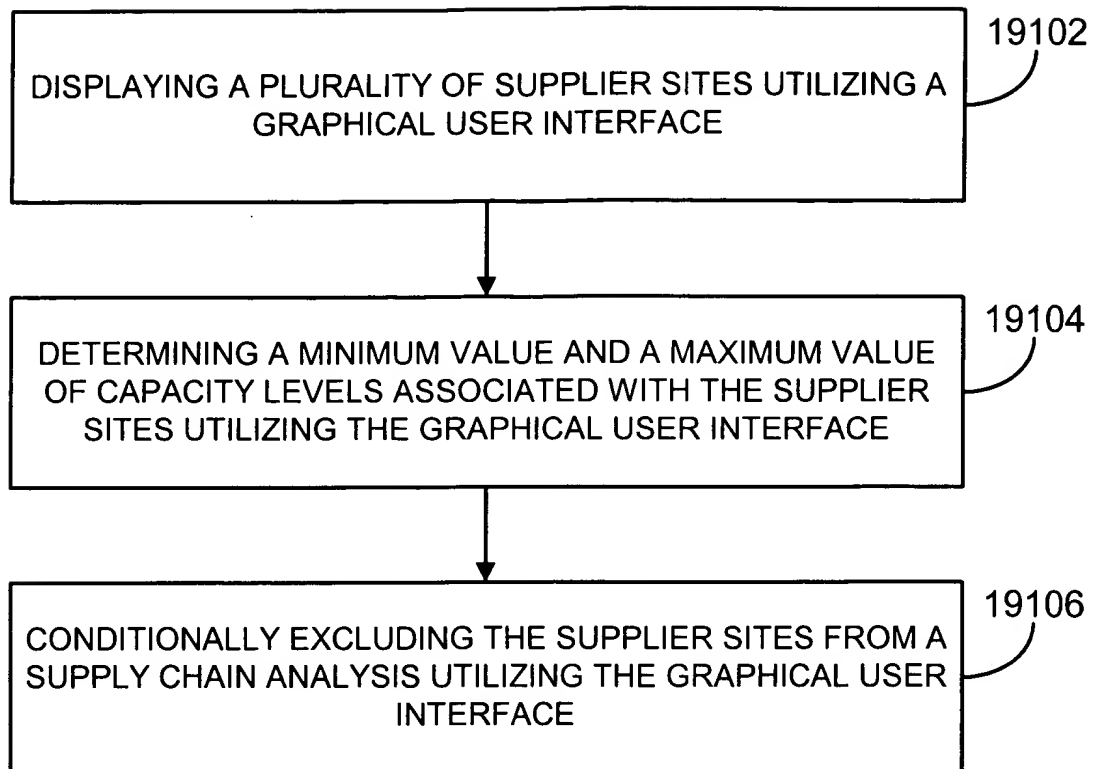 19102
DISPLAYING A PLURALITY OF SUPPLIER SITES UTILIZING A
GRAPHICAL USER INTERFACE
19104
DETERMINING A MINIMUM VALUE AND A MAXIMUM VALUE
OF CAPACITY LEVELS ASSOCIATED WITH THE SUPPLIER
SITES UTILIZING THE GRAPHICAL USER INTERFACE
19106
CONDITIONALLY EXCLUDING THE SUPPLIER SITES FROM A
SUPPLY CHAIN ANALYSIS UTILIZING THE GRAPHICAL USER
INTERFACE